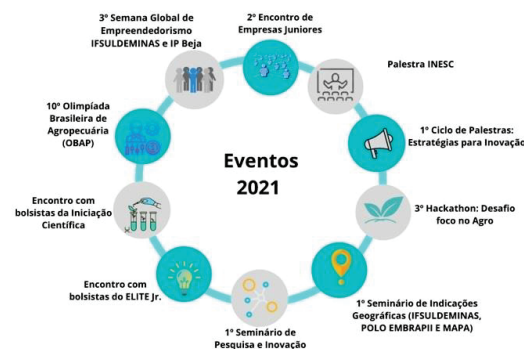 3º Semana Global de
Empreendedorismo
IFSULDEMINAS e IP Beja
2º Encontro de
Empresas Juniores
Palestra INESC
1º Ciclo de Palestras:
Estratégias para Inovação
3º Hackathon: Desafio
foco no Agro
1º Seminário de Indicações
Geográficas (IFSULDEMINAS,
POLO EMBRAPII E MAPA)
1º Seminário de
Pesquisa e Inovação
Encontro com
bolsistas do ELITE Jr.
Encontro com
bolsistas da Iniciação
Científica
10º Olimpíada
Brasileira de
Agropecuária
(OBAP)
Eventos
2021